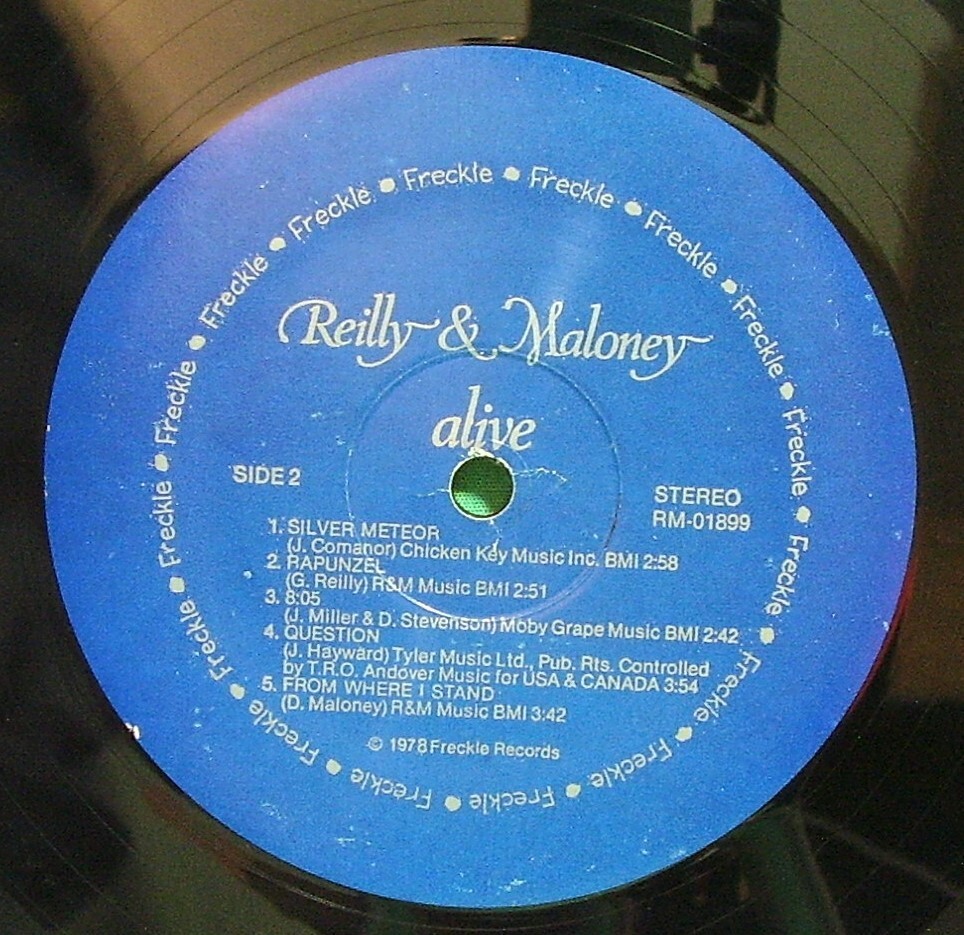 Freckle • Freckle • Freckle • Freckle • Freckle • Freckle • Freckle • Freckle • Freckle • Freckle • Freckle • Freckle • Freckle • Freckle • Freckle • Freckle •
Reilly & Maloney
alive
SIDE 2
STEREO
RM-01899
1. SILVER METEOR
(J. Comanor) Chicken Key Music Inc. BMI 2:58
2. RAPUNZEL
(G. Reilly) R&M Music BMI 2:51
3. 8:05
(J. Miller & D. Stevenson) Moby Grape Music BMI 2:42
4. QUESTION
(J. Hayward) Tyler Music Ltd., Pub. Rts. Controlled
by T.R.O. Andover Music for USA & CANADA 3:54
5. FROM WHERE I STAND
(D. Maloney) R&M Music BMI 3:42
© 1978 Freckle Records